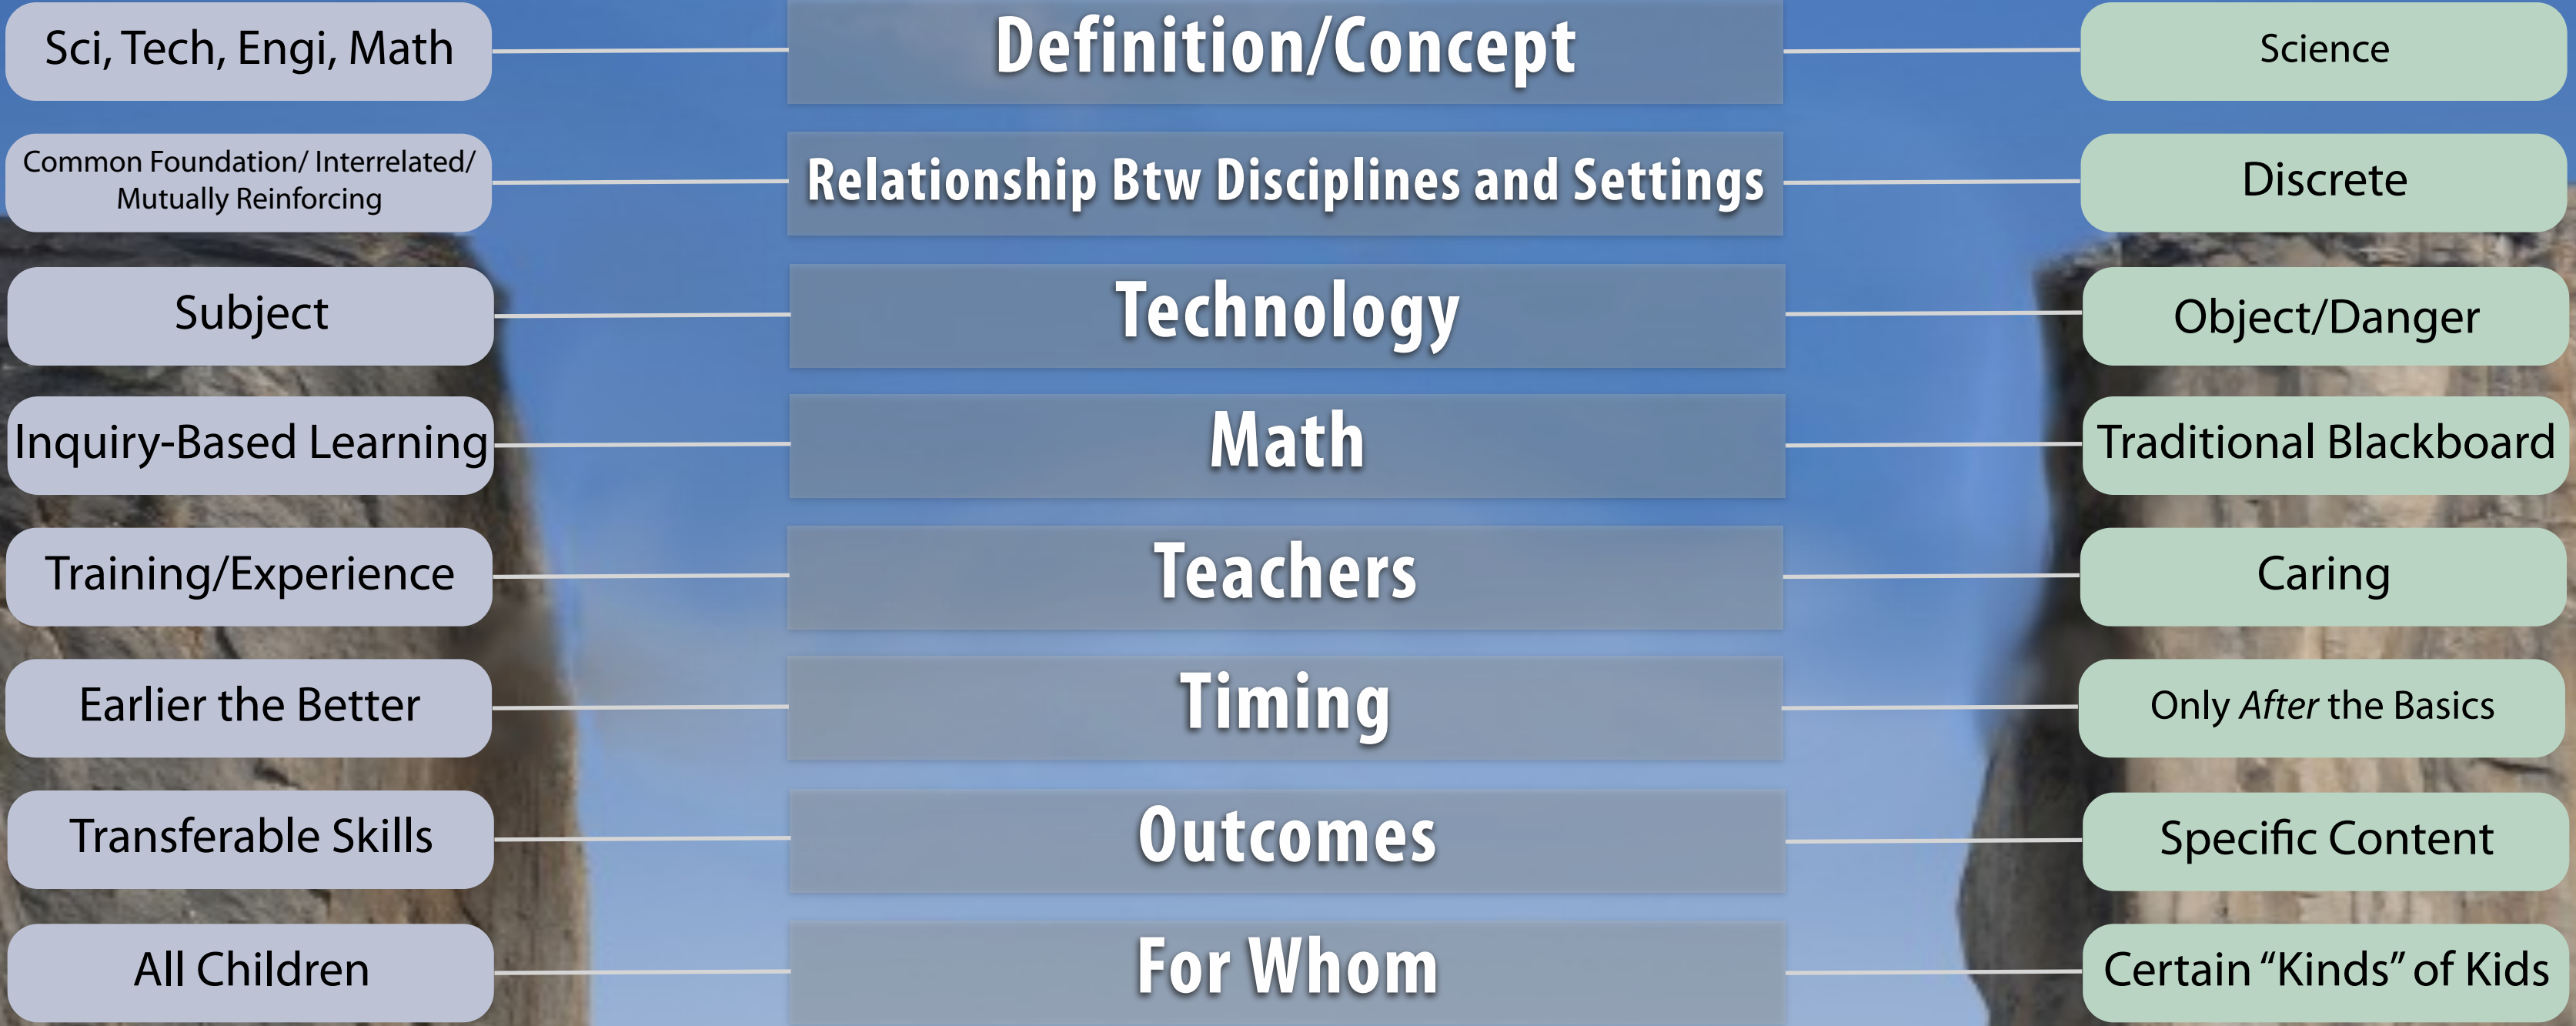 Sci, Tech, Engi, Math
Definition/Concept
Science
Common Foundation/ Interrelated/
Mutually Reinforcing
Relationship Btw Disciplines and Settings
Discrete
Subject
Technology
Object/Danger
Inquiry-Based Learning
Math
Traditional Blackboard
Training/Experience
Teachers
Caring
Earlier the Better
Timing
Only After the Basics
Transferable Skills
Outcomes
Specific Content
All Children
For Whom
Certain “Kinds” of Kids